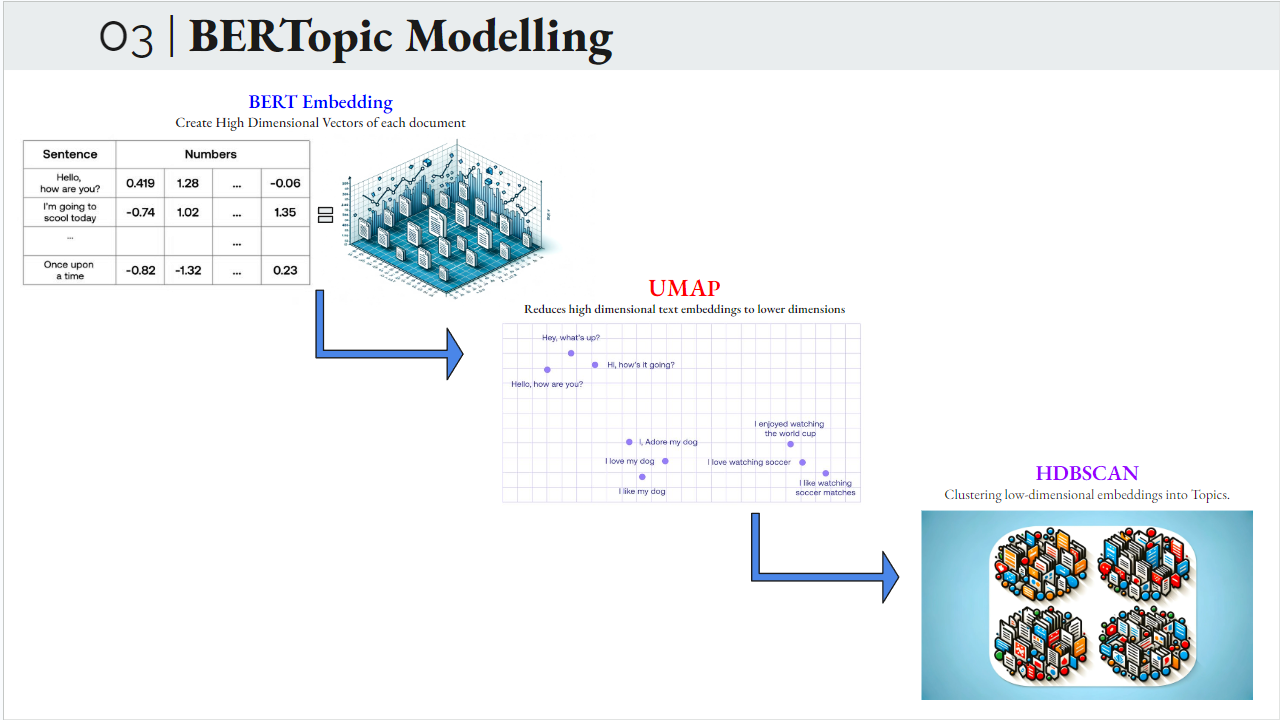 03 | BERTopic Modelling
BERT Embedding
Create High Dimensional Vectors of each document
Sentence Numbers
Hello,
how are you? 0.419 1.28 ... -0.06
I'm going to
scool today -0.74 1.02 ... 1.35
... ...
Once upon
a time -0.82 -1.32 ... 0.23
UMAP
Reduces high dimensional text embeddings to lower dimensions
Hey, what's up?
Hi, how's it going?
Hello, how are you?
I enjoyed watching
the world cup
I, Adore my dog
I love my dog
I love watching soccer
I like my dog
I like watching
soccer matches
HDBSCAN
Clustering low-dimensional embeddings into Topics.